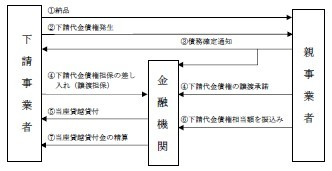 ①納品
②下請代金債権発生
③債務確定通知
下請事業者
親事業者
金融機関
④下請代金債権担保の差し
入れ（譲渡担保）
④下請代金債権の譲渡承諾
⑤当座貸越貸付
⑥下請代金債権相当額を振込み
⑦当座貸越貸付金の精算